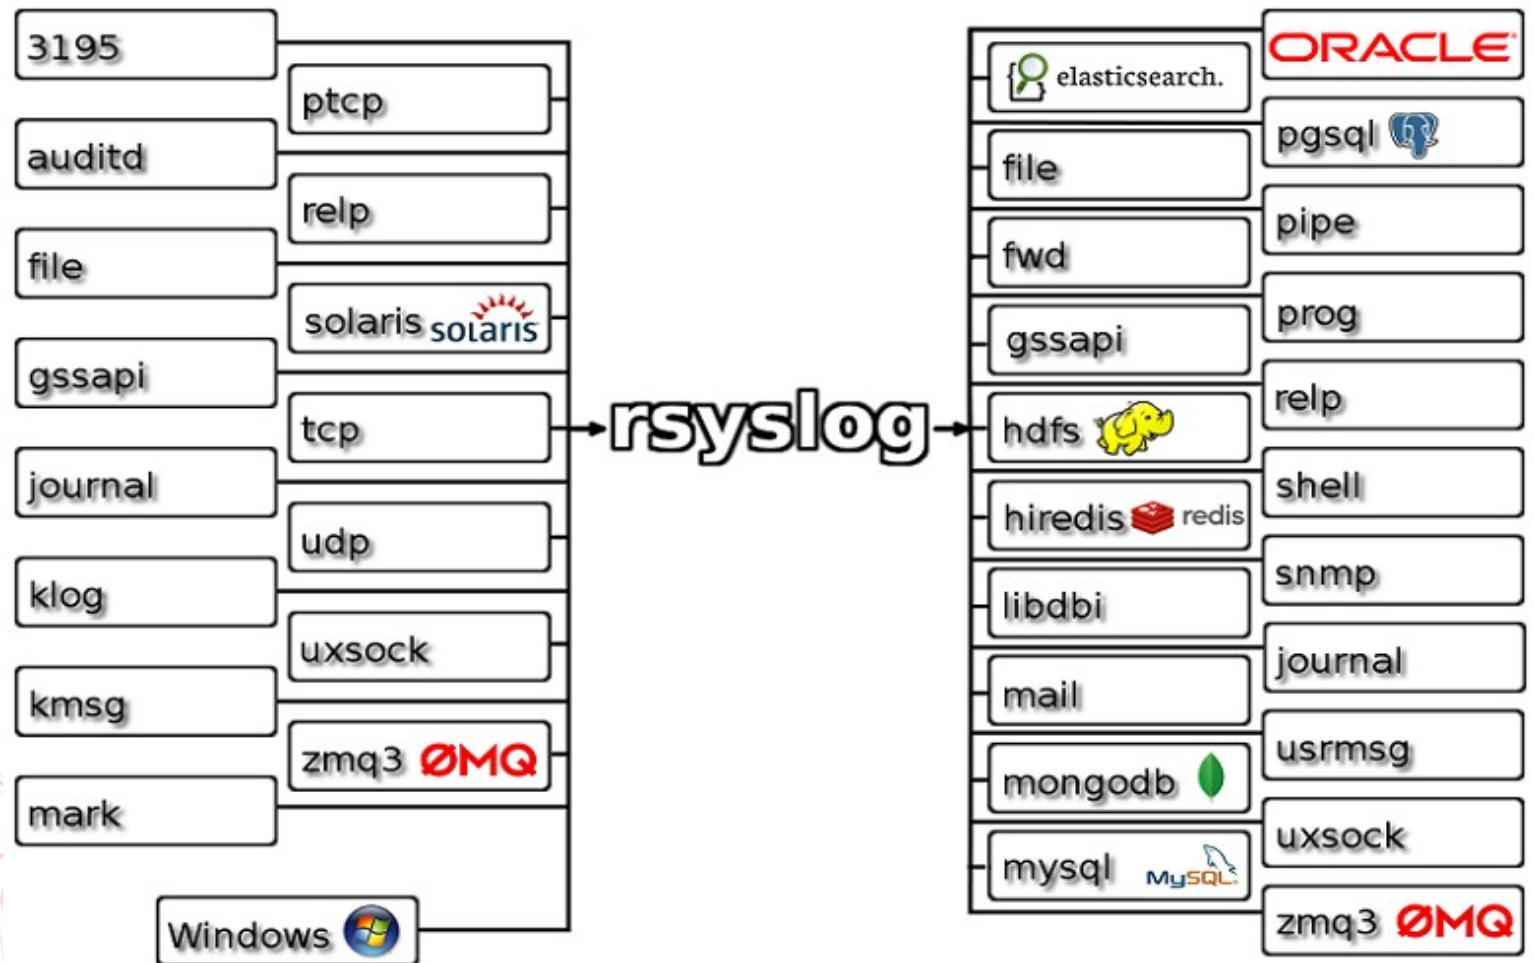 3195
ptcp
auditd
relp
file
solaris solaris
gssapi
tcp
journal
udp
klog
uxsock
kmsg
zmq3 ØMQ
mark
Windows
rsyslog
ORACLE
elasticsearch.
pgsql
file
pipe
fwd
prog
gssapi
relp
hdfs
shell
hiredis redis
snmp
libdbi
journal
mail
usrmsg
mongodb
uxsock
mysql MySQL
zmq3 ØMQ